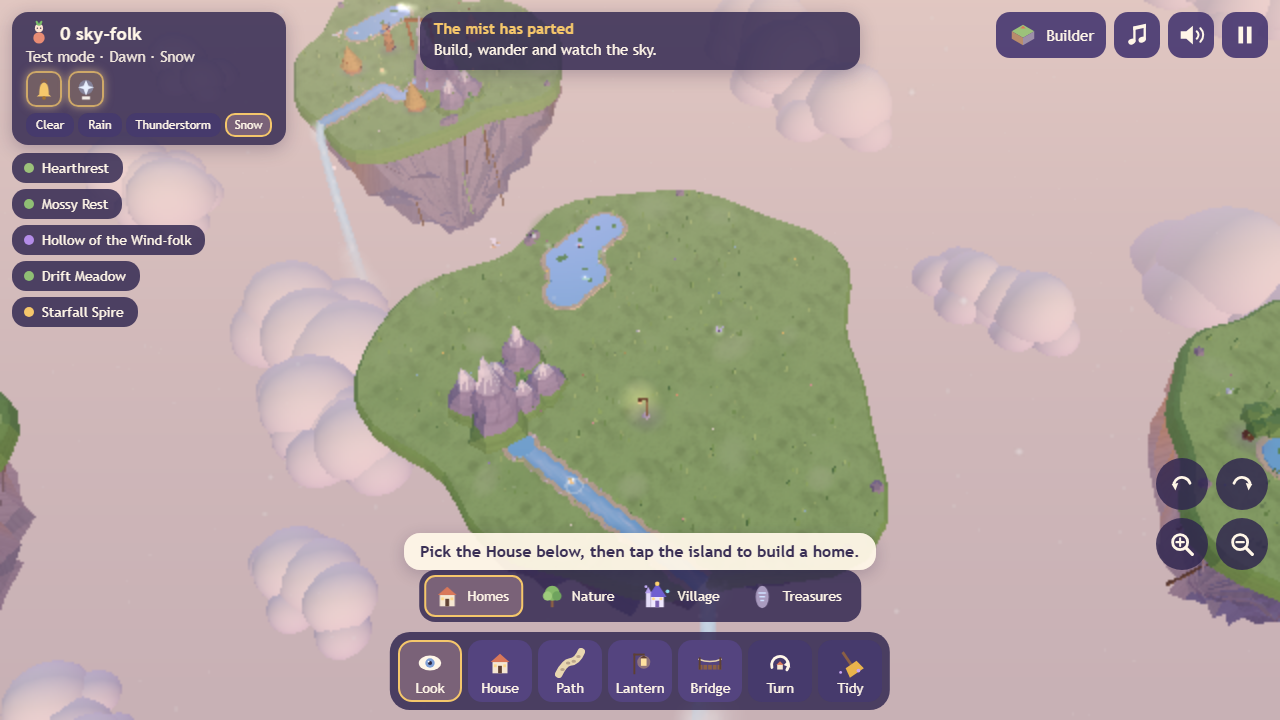 0 sky-folk
Test mode · Dawn · Snow
Clear
Rain
Thunderstorm
Snow
Hearthrest
Mossy Rest
Hollow of the Wind-folk
Drift Meadow
Starfall Spire
The mist has parted
Build, wander and watch the sky.
Builder
Pick the House below, then tap the island to build a home.
Homes
Nature
Village
Treasures
Look
House
Path
Lantern
Bridge
Turn
Tidy